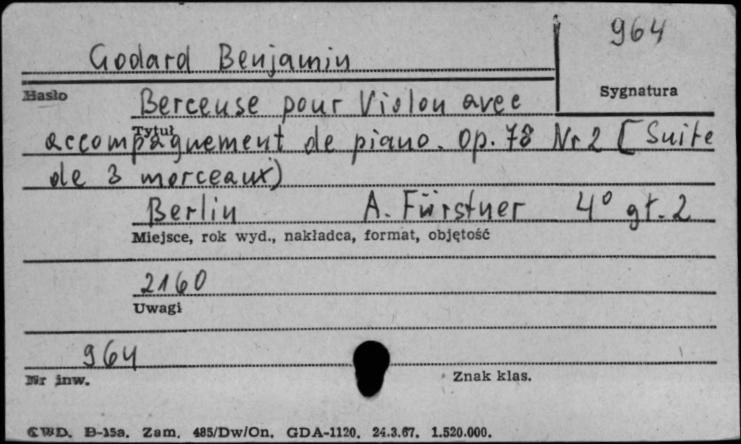 964
Godard Benjamin
Hasło
Sygnatura
Berceuse pour Violon avec
Tytuł
accompagnement de piano. Op. 78 Nr 2 [Suite
de 3 morceaux)
Berlin A. Fürstner 4° gł. 2
Miejsce, rok wyd., nakładca, format, objętość
2160
Uwagi
964
Nr inw.
Znak klas.
CWD. B-15a. Zam. 485/Dw/On. GDA-1120. 24.3.67. 1.520.000.